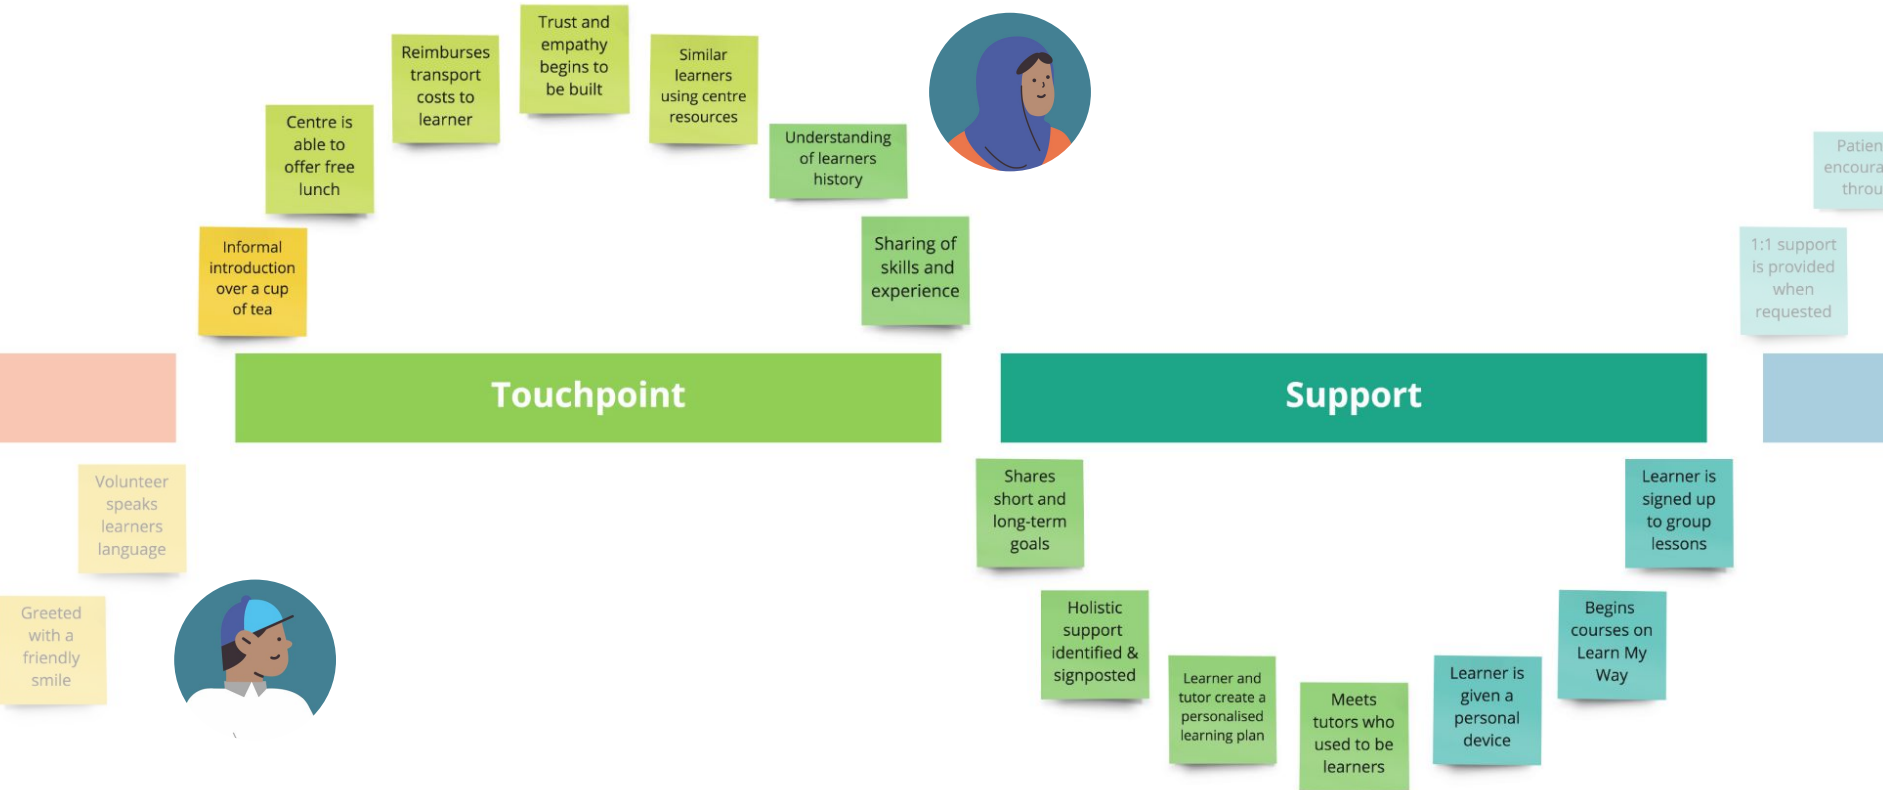 Greeted
with a
friendly
smile
Volunteer
speaks
learners
language
Informal
introduction
over a cup
of tea
Centre is
able to
offer free
lunch
Reimburses
transport
costs to
learner
Trust and
empathy
begins to
be built
Similar
learners
using centre
resources
Understanding
of learners
history
Sharing of
skills and
experience
Touchpoint
Support
Shares
short and
long-term
goals
Holistic
support
identified &
signposted
Learner and
tutor create a
personalised
learning plan
Meets
tutors who
used to be
learners
Learner is
given a
personal
device
Begins
courses on
Learn My
Way
Learner is
signed up
to group
lessons
1:1 support
is provided
when
requested